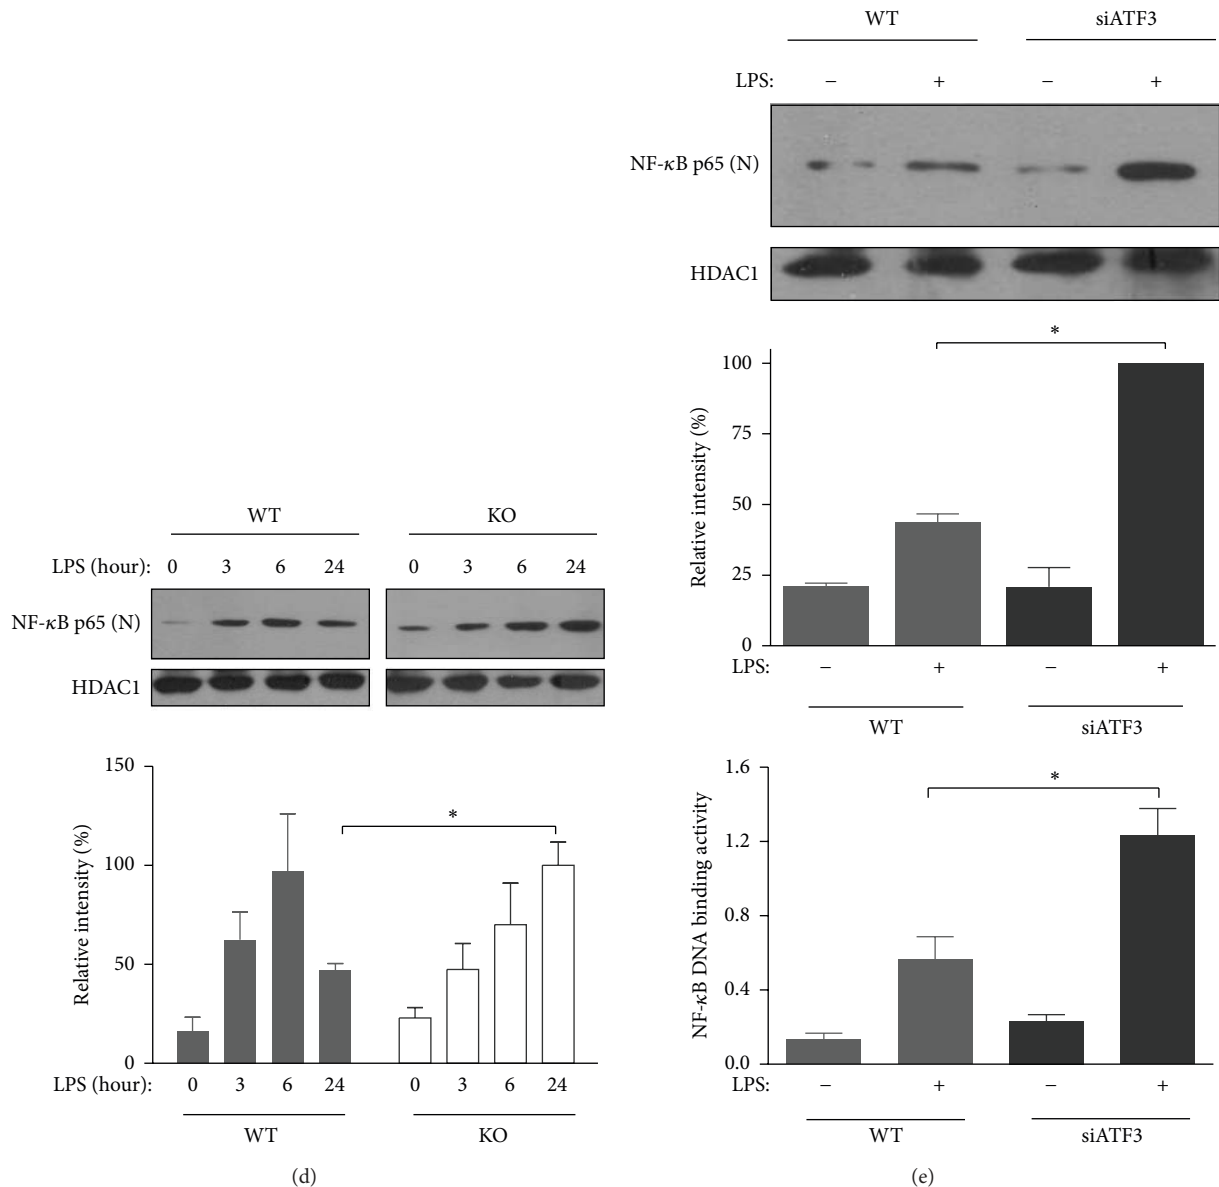 WT siATF3
LPS: − + − +
NF-κB p65 (N)
HDAC1
*
100
75
50
25
0
Relative intensity (%)
LPS: − + − +
WT siATF3
WT KO
LPS (hour): 0 3 6 24 0 3 6 24
NF-κB p65 (N)
HDAC1
150
100
50
0
Relative intensity (%)
*
LPS (hour): 0 3 6 24 0 3 6 24
WT KO
(d)
1.6
1.2
0.8
0.4
0.0
NF-κB DNA binding activity
*
LPS: − + − +
WT siATF3
(e)